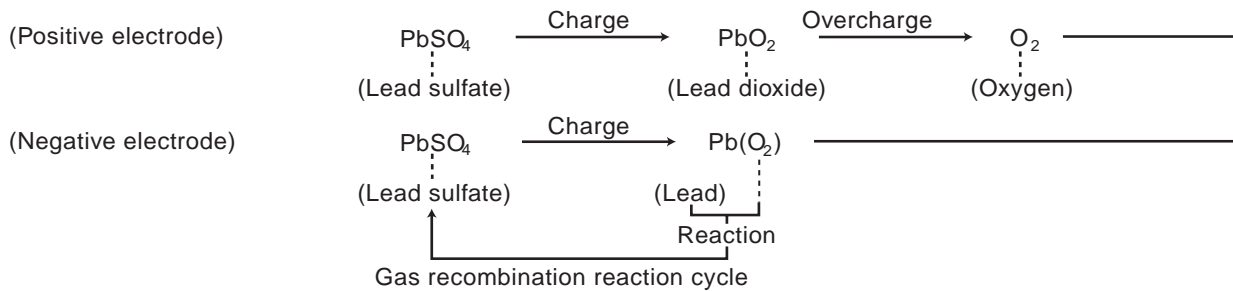 (Positive electrode) PbSO₄ Charge PbO₂ Overcharge O₂
(Lead sulfate) (Lead dioxide) (Oxygen)
(Negative electrode) PbSO₄ Charge Pb(O₂)
(Lead sulfate) (Lead)
Reaction
Gas recombination reaction cycle